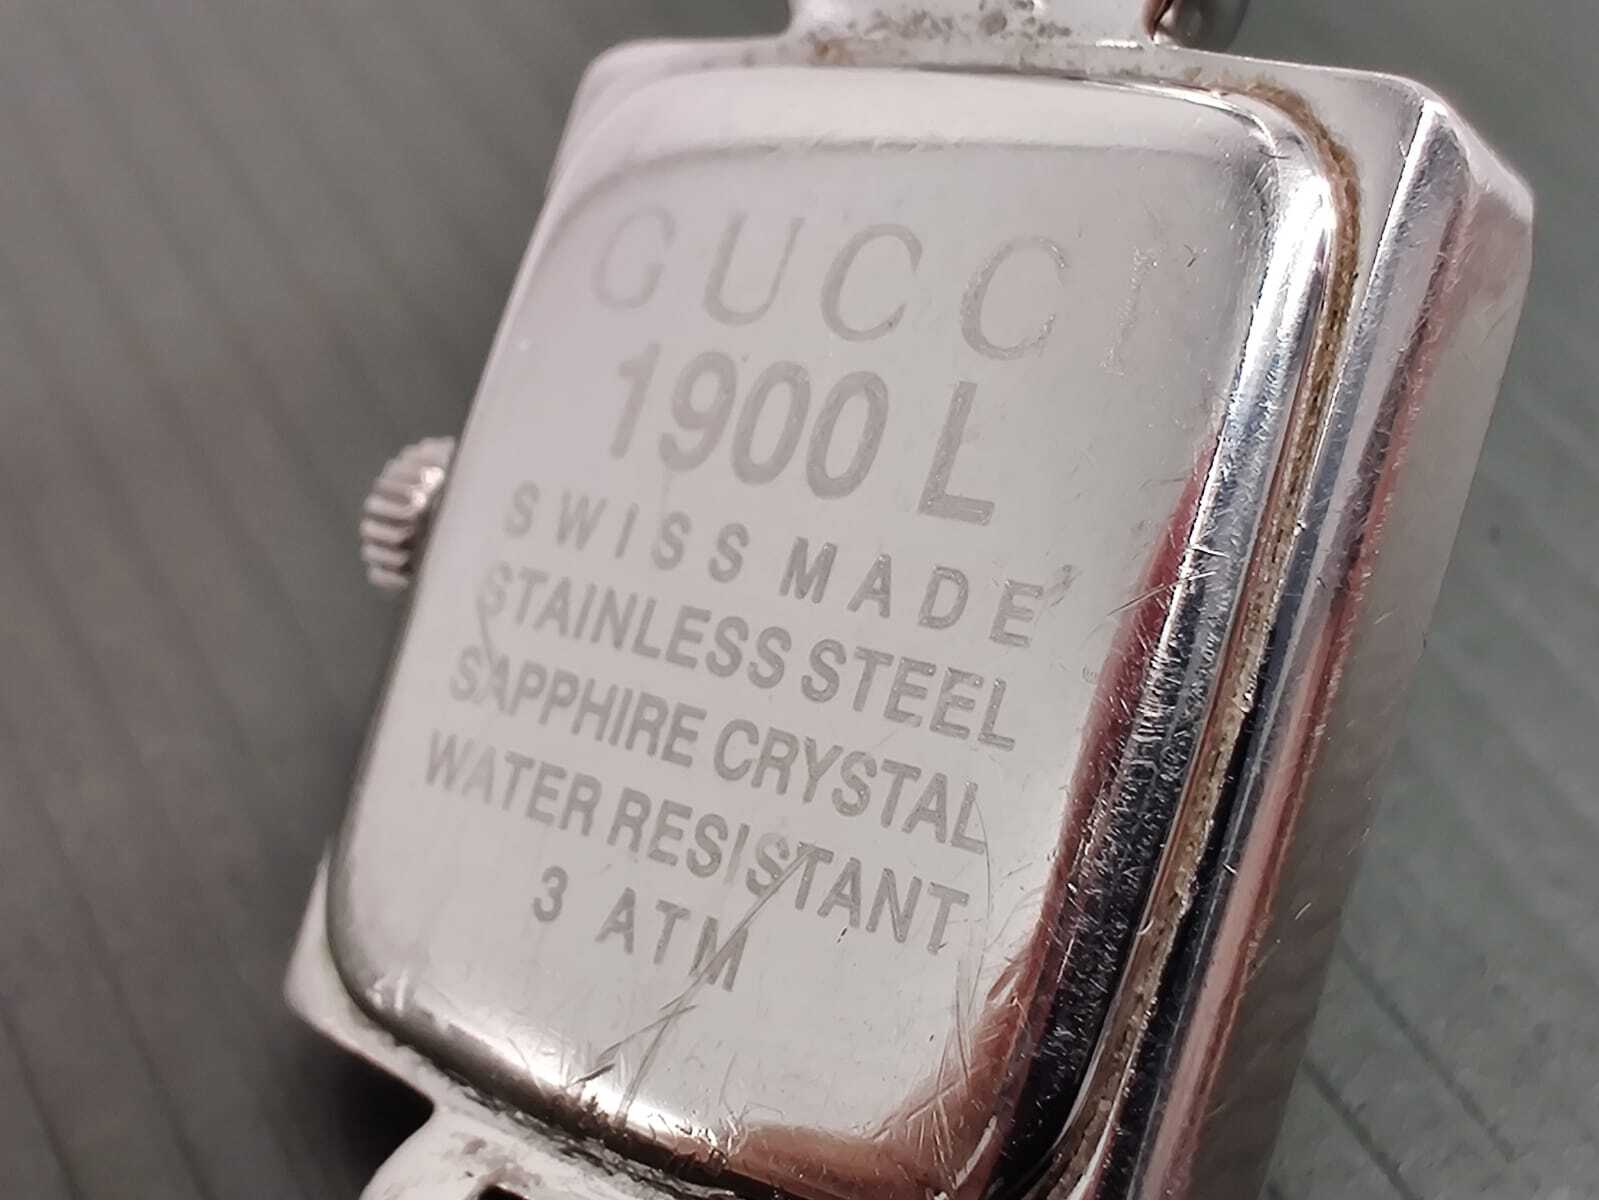 GUCCI
1900 L
SWISS MADE
STAINLESS STEEL
SAPPHIRE CRYSTAL
WATER RESISTANT
3 ATM